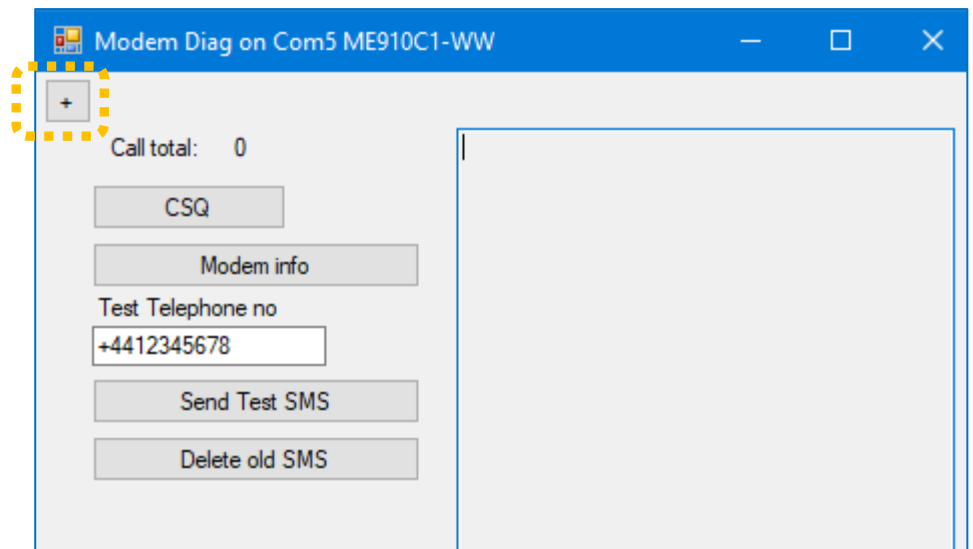 Modem Diag on Com5 ME910C1-WW
+
Call total: 0
CSQ
Modem info
Test Telephone no
+4412345678
Send Test SMS
Delete old SMS